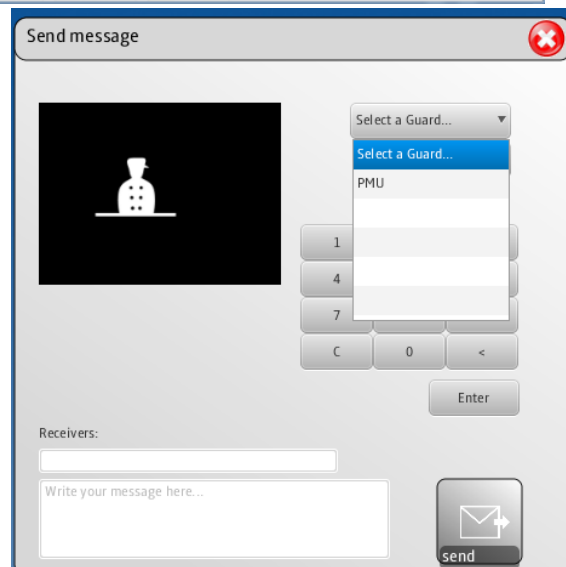 Send message
Select a Guard...
Select a Guard...
PMU
1
4
7
C 0 <
Enter
Receivers:
Write your message here...
send